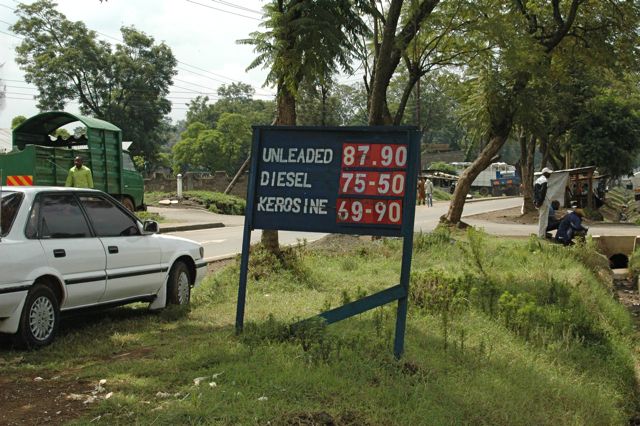 UNLEADED 87.90
DIESEL 75-50
KEROSINE 69-90